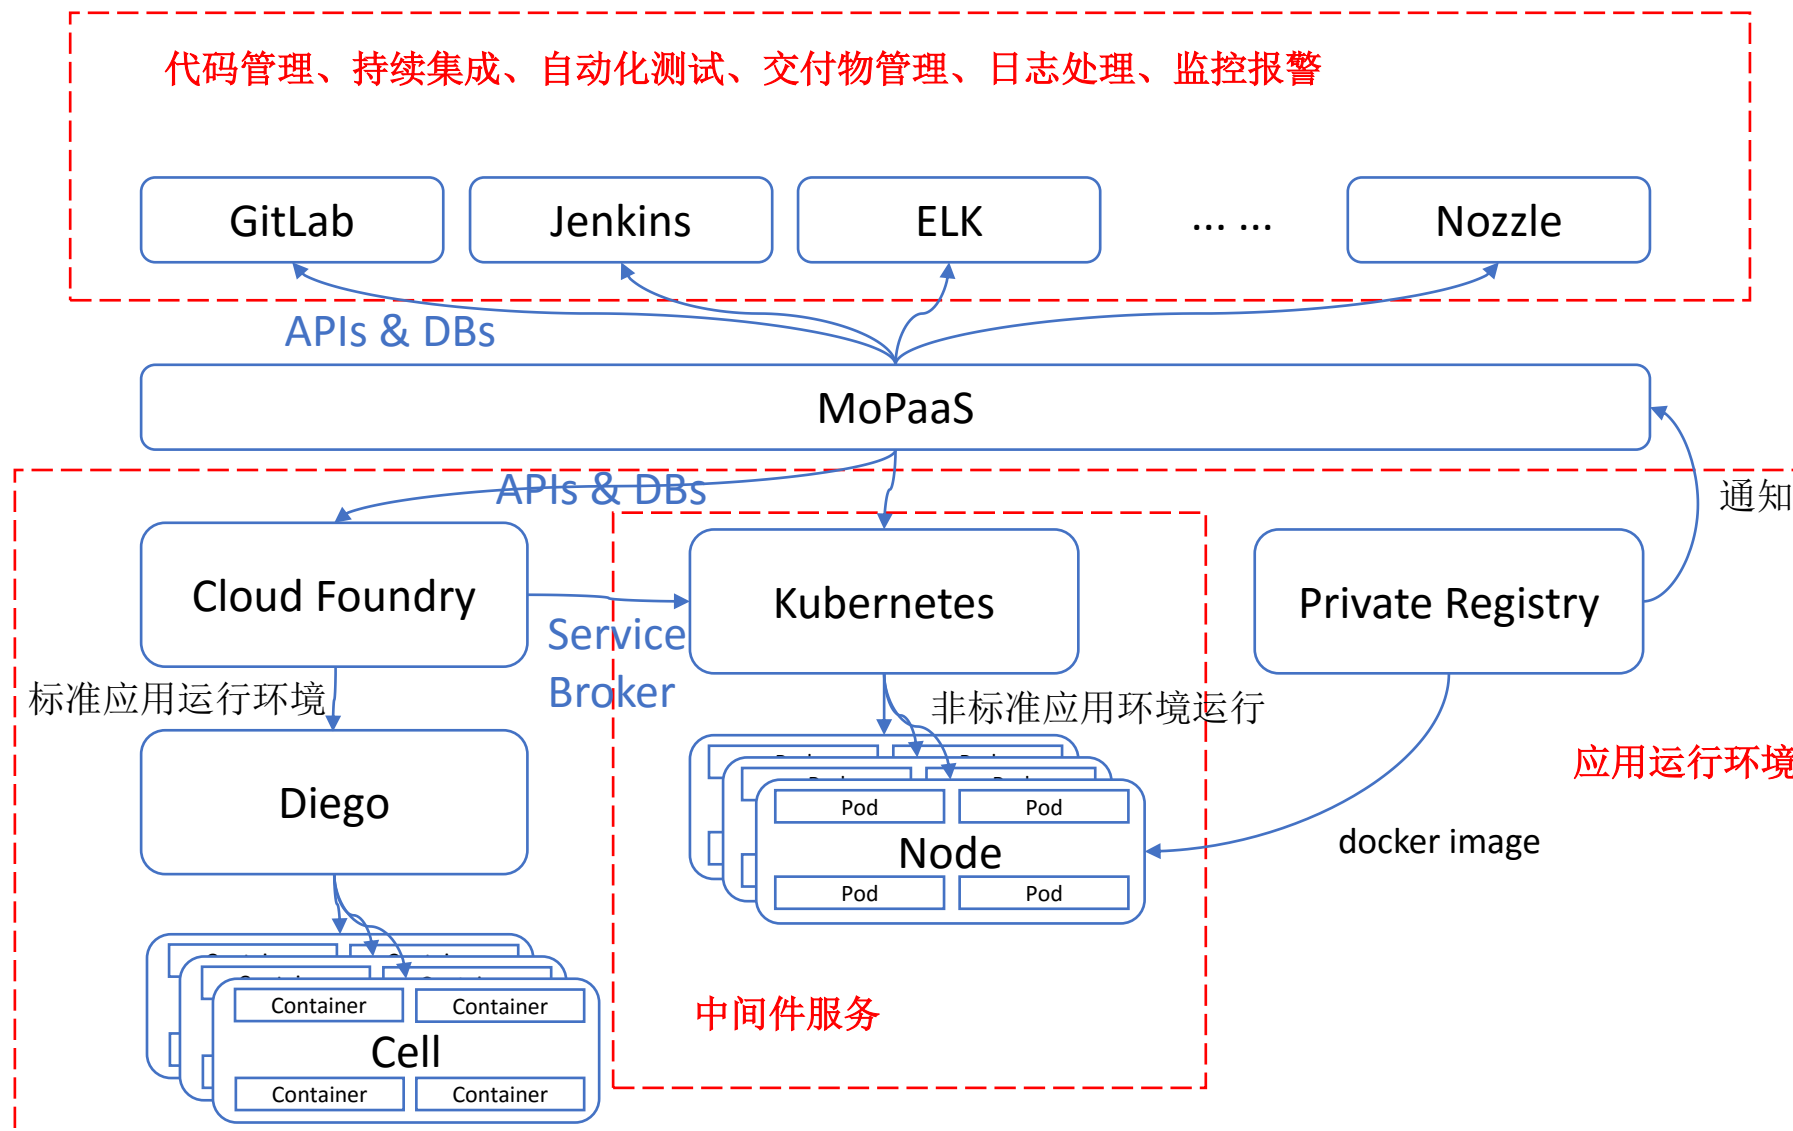 代码管理、持续集成、自动化测试、交付物管理、日志处理、监控报警
GitLab
Jenkins
ELK
... ...
Nozzle
APIs & DBs
MoPaaS
APIs & DBs
通知
Cloud Foundry
Kubernetes
Private Registry
Service
Broker
标准应用运行环境
非标准应用环境运行
应用运行环境
Diego
Pod
Pod
Node
Pod
Pod
docker image
Container
Container
Cell
Container
Container
中间件服务